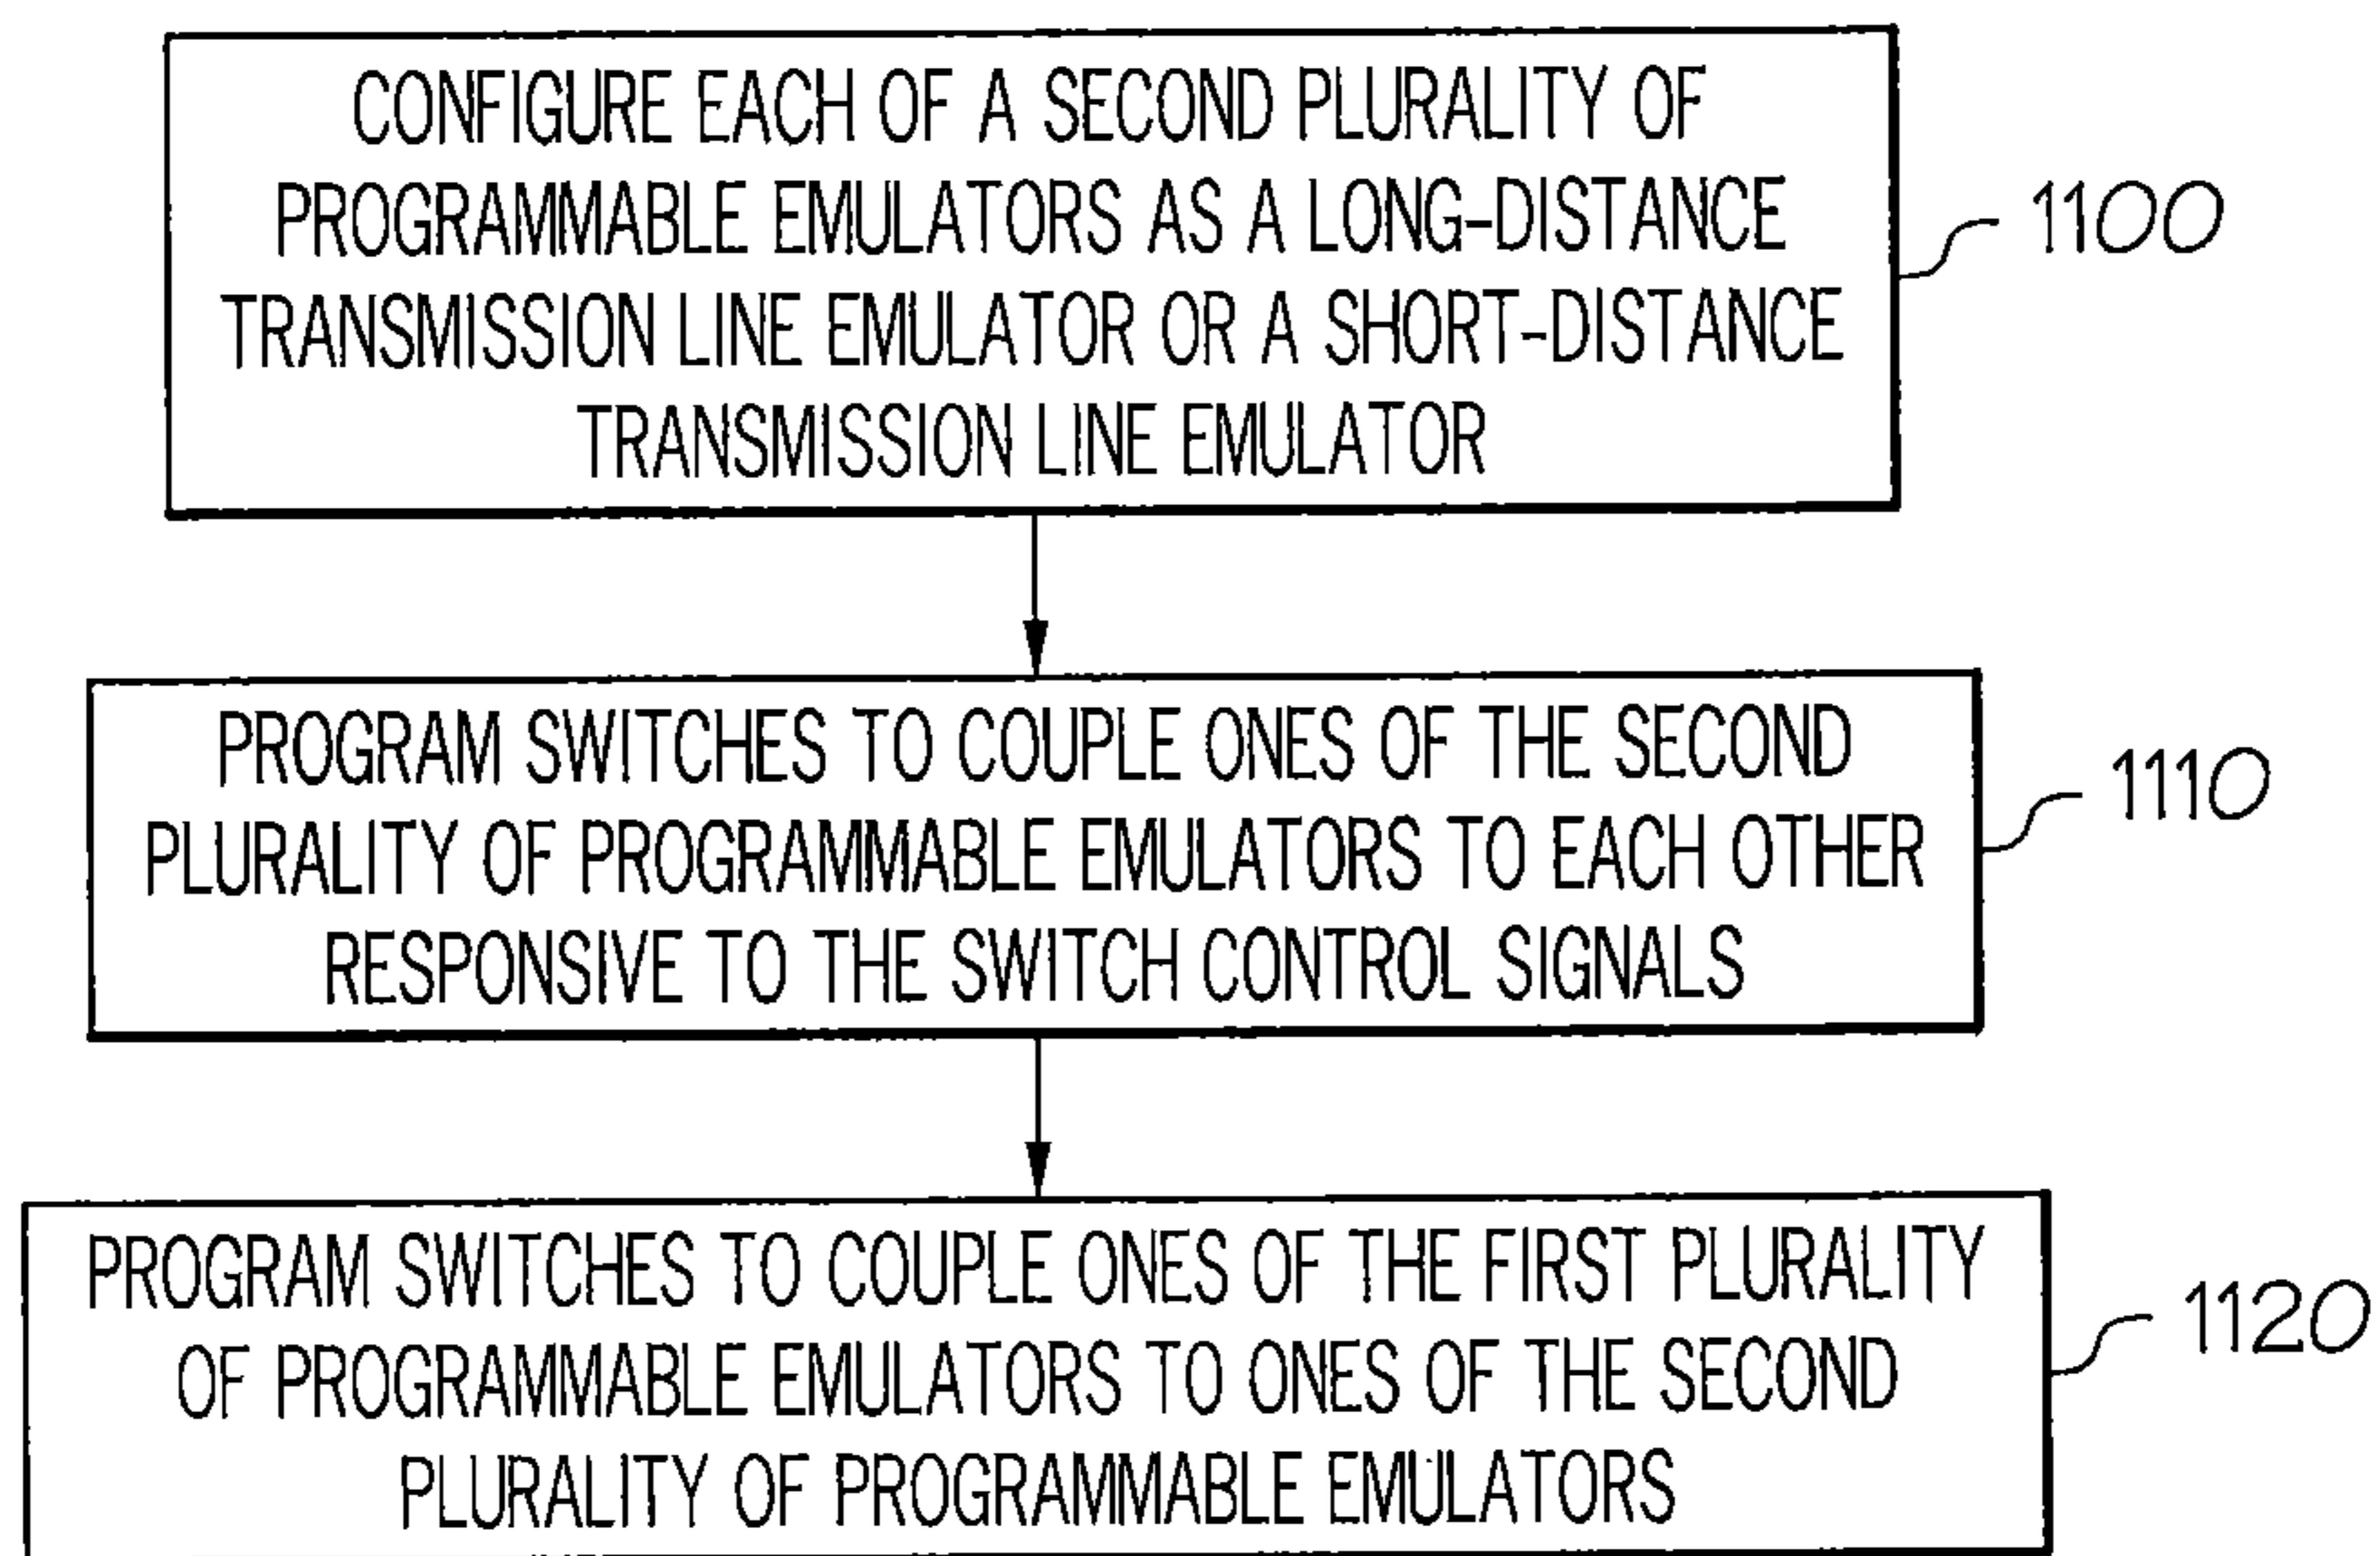 CONFIGURE EACH OF A SECOND PLURALITY OF
PROGRAMMABLE EMULATORS AS A LONG-DISTANCE
TRANSMISSION LINE EMULATOR OR A SHORT-DISTANCE
TRANSMISSION LINE EMULATOR
1100
PROGRAM SWITCHES TO COUPLE ONES OF THE SECOND
PLURALITY OF PROGRAMMABLE EMULATORS TO EACH OTHER
RESPONSIVE TO THE SWITCH CONTROL SIGNALS
1110
PROGRAM SWITCHES TO COUPLE ONES OF THE FIRST PLURALITY
OF PROGRAMMABLE EMULATORS TO ONES OF THE SECOND
PLURALITY OF PROGRAMMABLE EMULATORS
1120